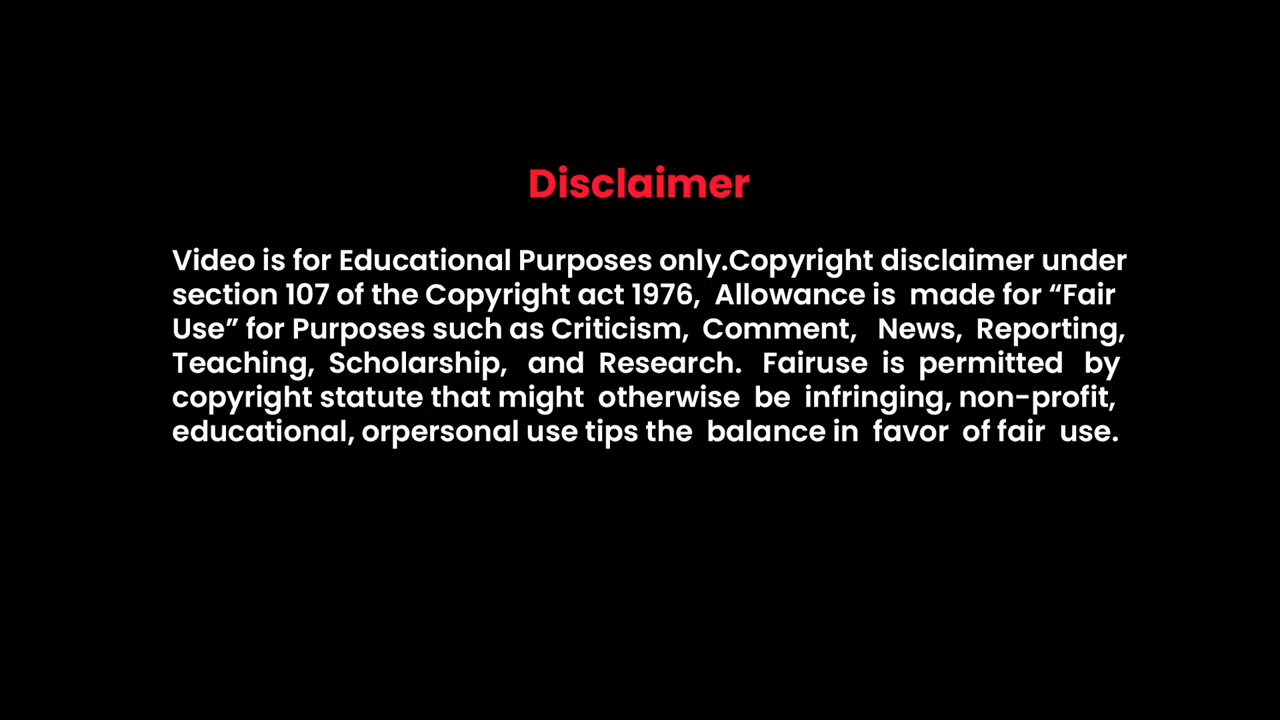 Disclaimer
Video is for Educational Purposes only.Copyright disclaimer under
section 107 of the Copyright act 1976, Allowance is made for “Fair
Use” for Purposes such as Criticism, Comment, News, Reporting,
Teaching, Scholarship, and Research. Fairuse is permitted by
copyright statute that might otherwise be infringing, non-profit,
educational, orpersonal use tips the balance in favor of fair use.